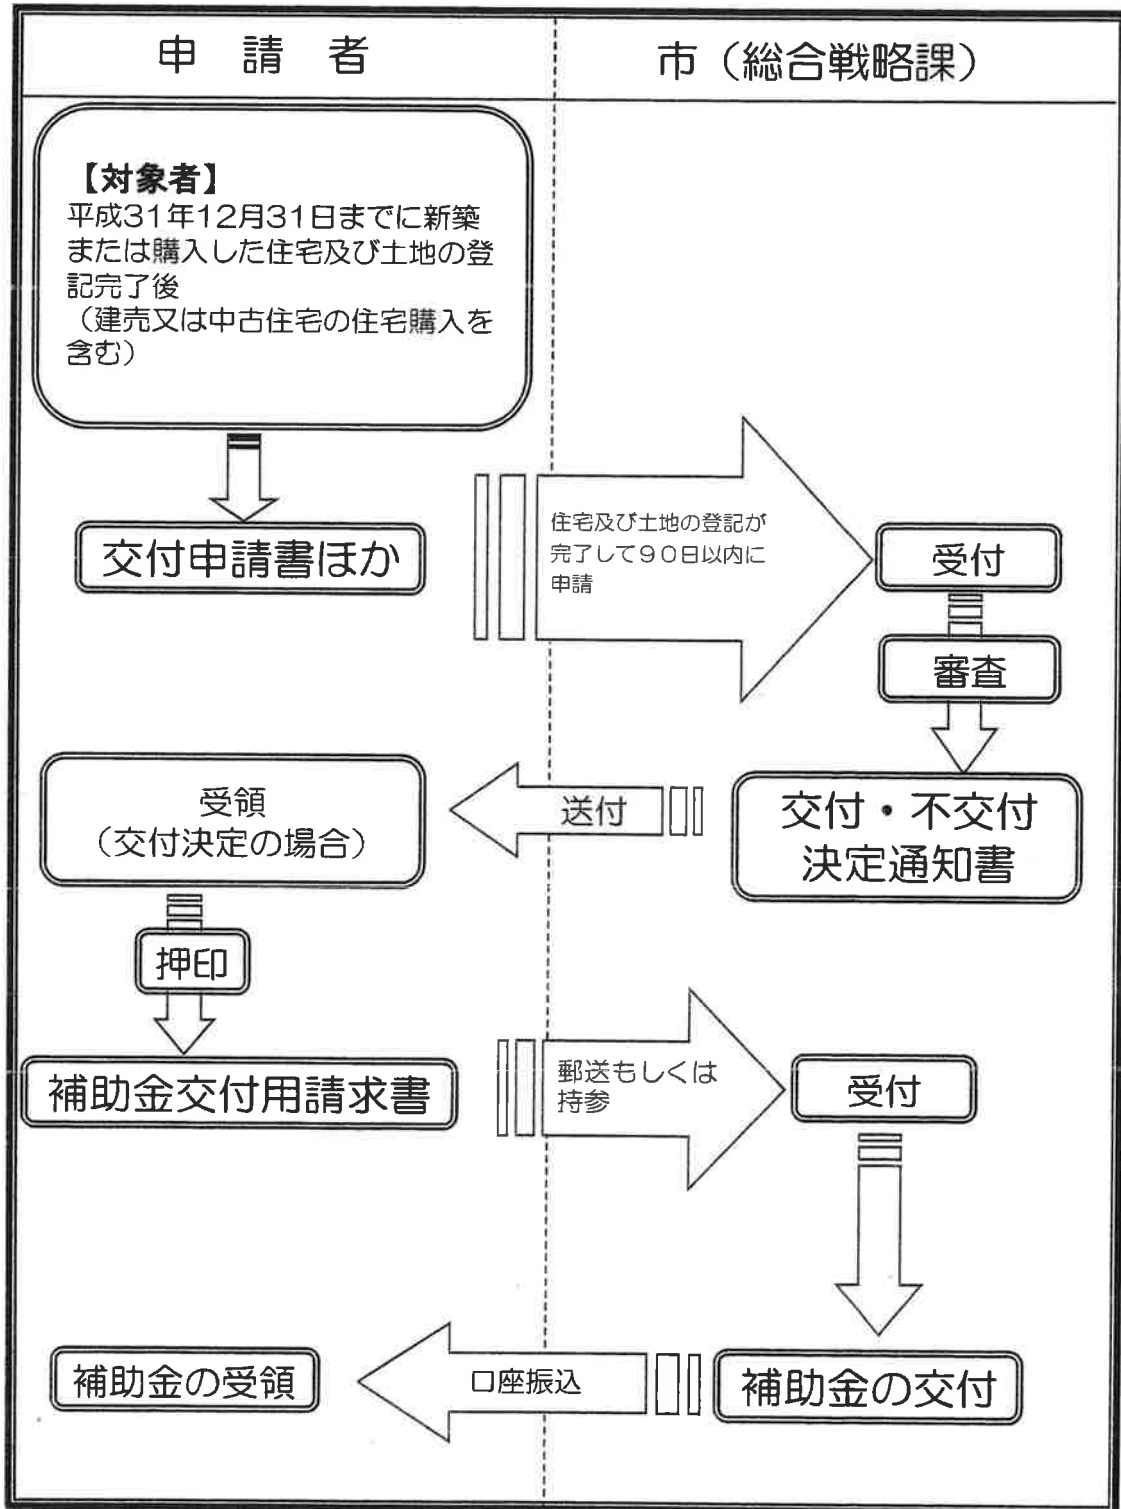 申請者
市（総合戦略課）
【対象者】
平成31年12月31日までに新築
または購入した住宅及び土地の登
記完了後
（建売又は中古住宅の住宅購入を
含む）
交付申請書ほか
住宅及び土地の登記が
完了して９０日以内に
申請
受付
審査
交付・不交付
決定通知書
送付
受領
（交付決定の場合）
押印
補助金交付用請求書
郵送もしくは
持参
受付
補助金の交付
口座振込
補助金の受領